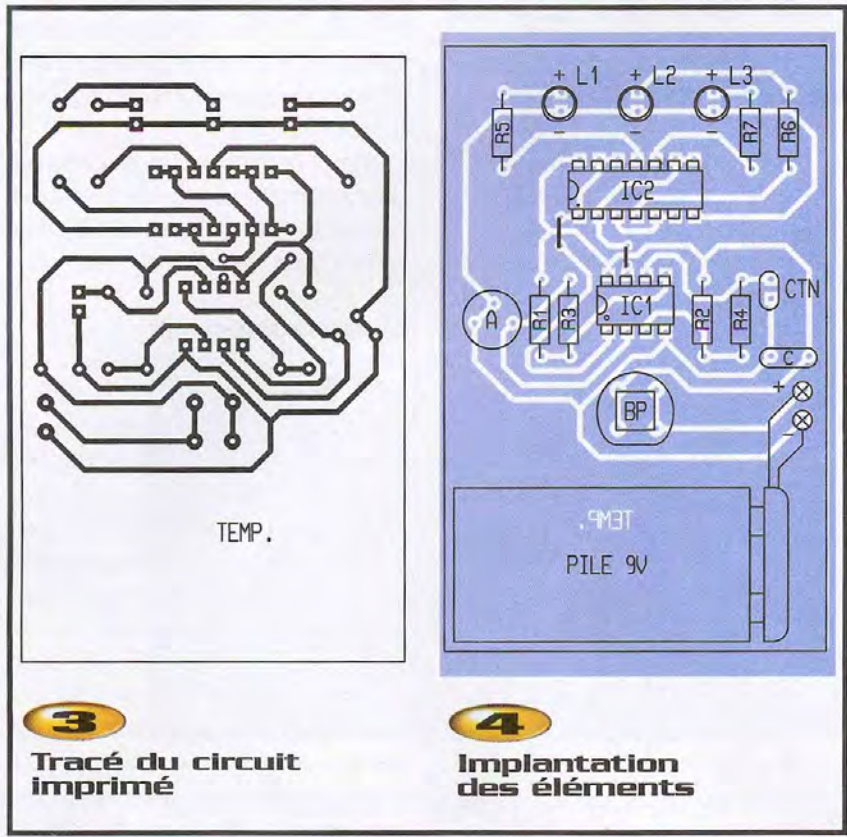 TEMP.
3
Tracé du circuit
imprimé
+ L1 + L2 + L3
R5
R7
R6
- - -
IC2
A
R1
R3
IC1
R2
R4
CTN
C
BP
+
-
TEMP.
PILE 9V
4
Implantation
des éléments